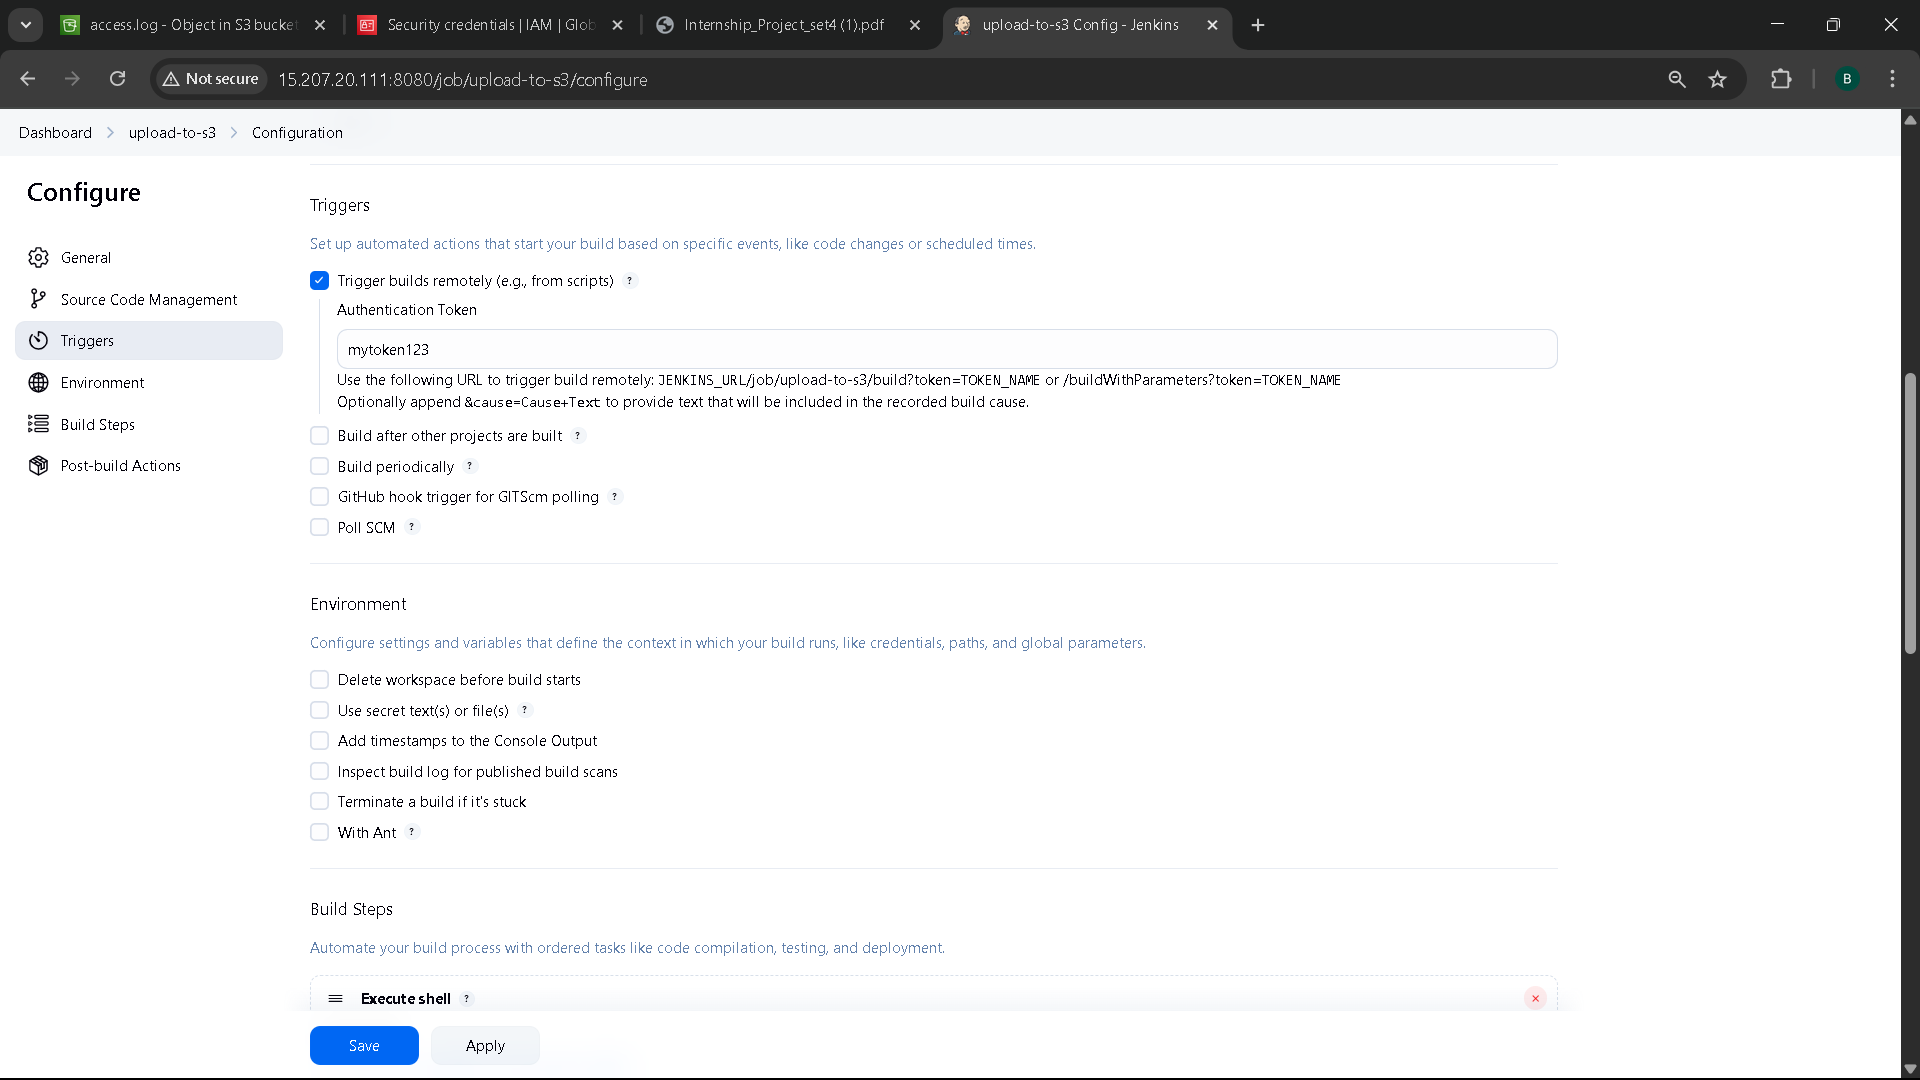 access.log - Object in S3 bucket
Security credentials | IAM | Glob
Internship_Project_set4 (1).pdf
upload-to-s3 Config - Jenkins
Not secure
15.207.20.111:8080/job/upload-to-s3/configure
B
Dashboard
upload-to-s3
Configuration
Configure
General
Source Code Management
Triggers
Environment
Build Steps
Post-build Actions
Triggers
Set up automated actions that start your build based on specific events, like code changes or scheduled times.
Trigger builds remotely (e.g., from scripts) ?
Authentication Token
mytoken123
Use the following URL to trigger build remotely: JENKINS_URL/job/upload-to-s3/build?token=TOKEN_NAME or /buildWithParameters?token=TOKEN_NAME
Optionally append &cause=Cause+Text to provide text that will be included in the recorded build cause.
Build after other projects are built ?
Build periodically ?
GitHub hook trigger for GITScm polling ?
Poll SCM ?
Environment
Configure settings and variables that define the context in which your build runs, like credentials, paths, and global parameters.
Delete workspace before build starts
Use secret text(s) or file(s) ?
Add timestamps to the Console Output
Inspect build log for published build scans
Terminate a build if it's stuck
With Ant ?
Build Steps
Automate your build process with ordered tasks like code compilation, testing, and deployment.
Execute shell ?
Save
Apply